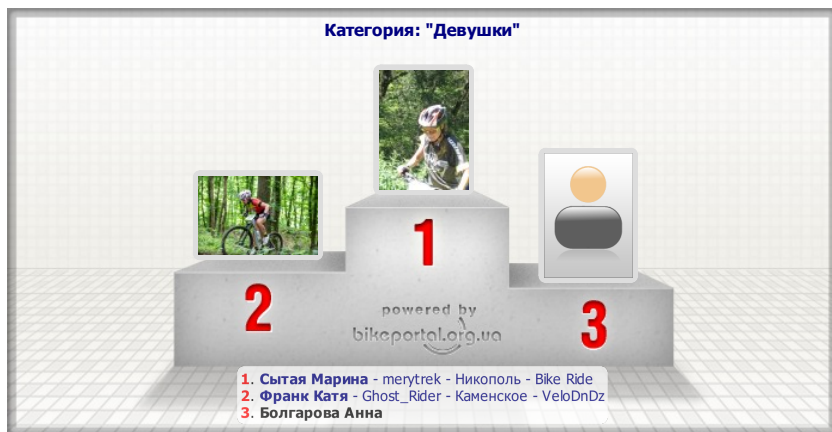 Категория: "Девушки"
1
2
3
powered by
bikeportal.org.ua
1. Сытая Марина - merytrek - Никополь - Bike Ride
2. Франк Катя - Ghost_Rider - Каменское - VeloDnDz
3. Болгарова Анна